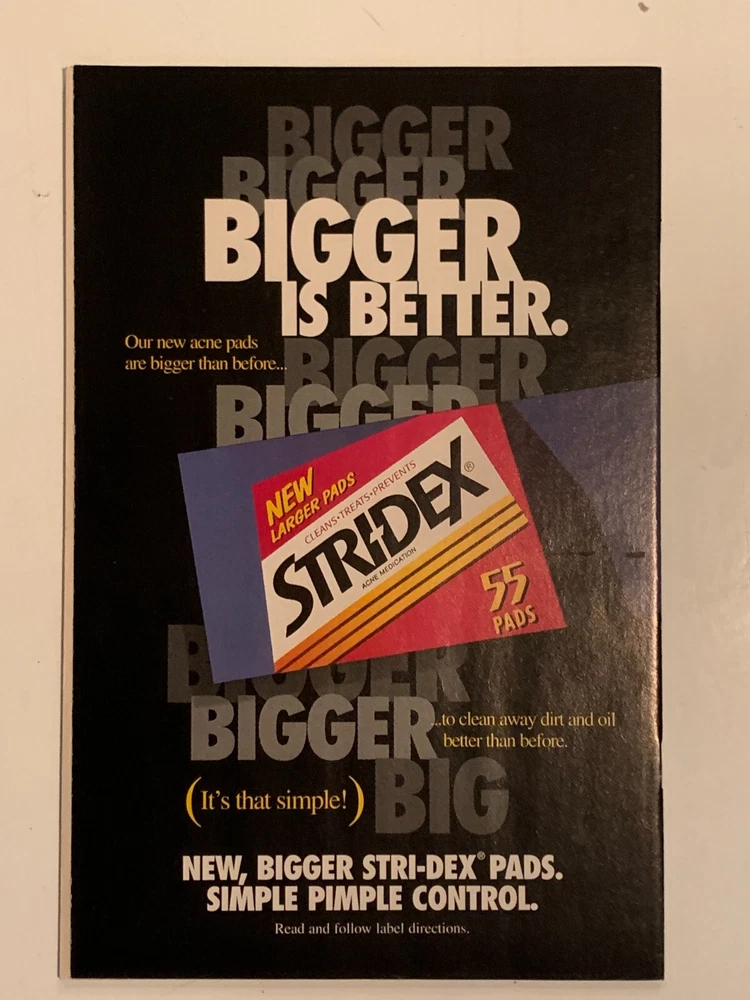 BIGGER
BIGGER
BIGGER
IS BETTER.
Our new acne pads
are bigger than before...
BIGGER
BIGGER
NEW
LARGER PADS
CLEANS•TREATS•PREVENTS
STRI-DEX®
ACNE MEDICATION
55
PADS
BIGGER
BIGGER
...to clean away dirt and oil
better than before.
(It's that simple!)
BIG
NEW, BIGGER STRI-DEX® PADS.
SIMPLE PIMPLE CONTROL.
Read and follow label directions.